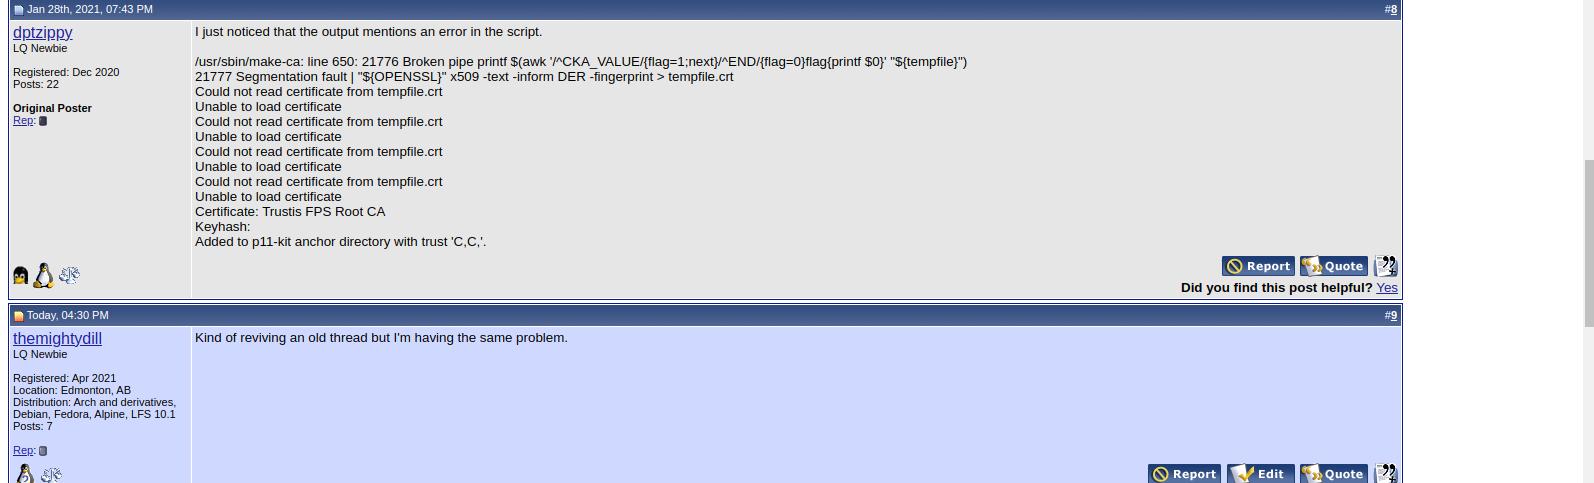 Jan 28th, 2021, 07:43 PM
#8
dptzippy
LQ Newbie
Registered: Dec 2020
Posts: 22
Original Poster
Rep:
I just noticed that the output mentions an error in the script.
/usr/sbin/make-ca: line 650: 21776 Broken pipe printf $(awk '/^CKA_VALUE/{flag=1;next}/^END/{flag=0}flag{printf $0}' "${tempfile}")
21777 Segmentation fault | "${OPENSSL}" x509 -text -inform DER -fingerprint > tempfile.crt
Could not read certificate from tempfile.crt
Unable to load certificate
Could not read certificate from tempfile.crt
Unable to load certificate
Could not read certificate from tempfile.crt
Unable to load certificate
Could not read certificate from tempfile.crt
Unable to load certificate
Certificate: Trustis FPS Root CA
Keyhash:
Added to p11-kit anchor directory with trust 'C,C,'.
Report
Quote
Did you find this post helpful? Yes
Today, 04:30 PM
#9
themightydill
LQ Newbie
Registered: Apr 2021
Location: Edmonton, AB
Distribution: Arch and derivatives,
Debian, Fedora, Alpine, LFS 10.1
Posts: 7
Rep:
Kind of reviving an old thread but I'm having the same problem.
Report
Edit
Quote